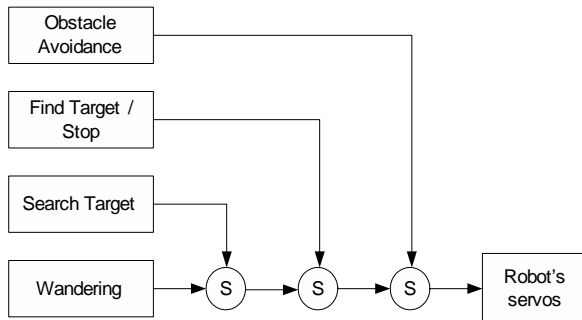 Obstacle
Avoidance
Find Target /
Stop
Search Target
Wandering
S
S
S
Robot's
servos